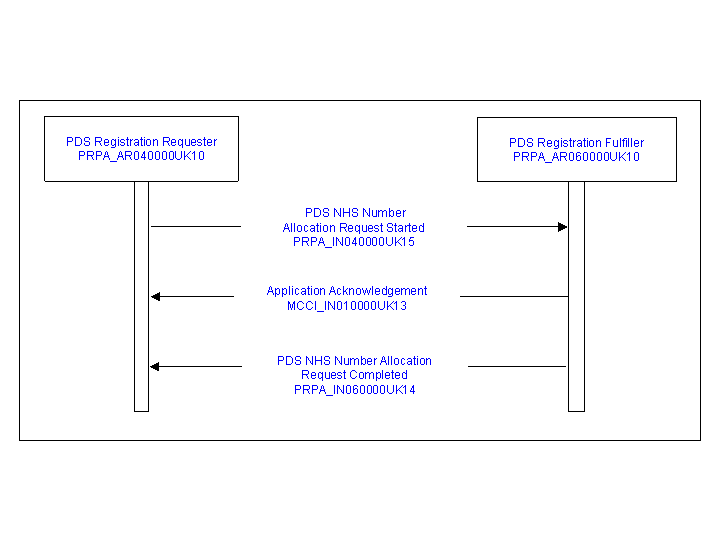 PDS Registration Requester
PRPA_AR040000UK10
PDS Registration Fulfiller
PRPA_AR060000UK10
PDS NHS Number
Allocation Request Started
PRPA_IN040000UK15
Application Acknowledgement
MCCI_IN010000UK13
PDS NHS Number Allocation
Request Completed
PRPA_IN060000UK14